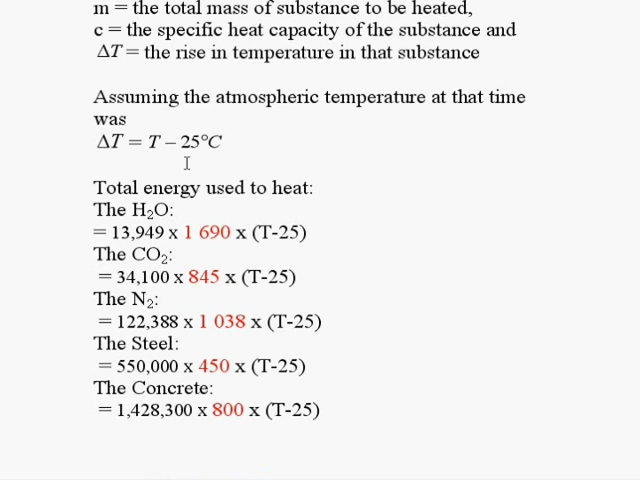 m = the total mass of substance to be heated,
c = the specific heat capacity of the substance and
ΔT = the rise in temperature in that substance
Assuming the atmospheric temperature at that time
was
ΔT = T – 25°C
Total energy used to heat:
The H₂O:
= 13,949 x 1 690 x (T-25)
The CO₂:
= 34,100 x 845 x (T-25)
The N₂:
= 122,388 x 1 038 x (T-25)
The Steel:
= 550,000 x 450 x (T-25)
The Concrete:
= 1,428,300 x 800 x (T-25)